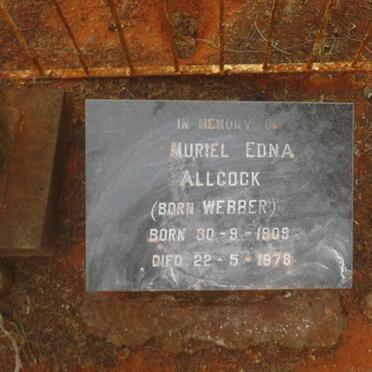 IN MEMORY OF
MURIEL EDNA
ALLCOCK
(BORN WEBBER)
BORN 30-9-1909
DIED 22-5-1978